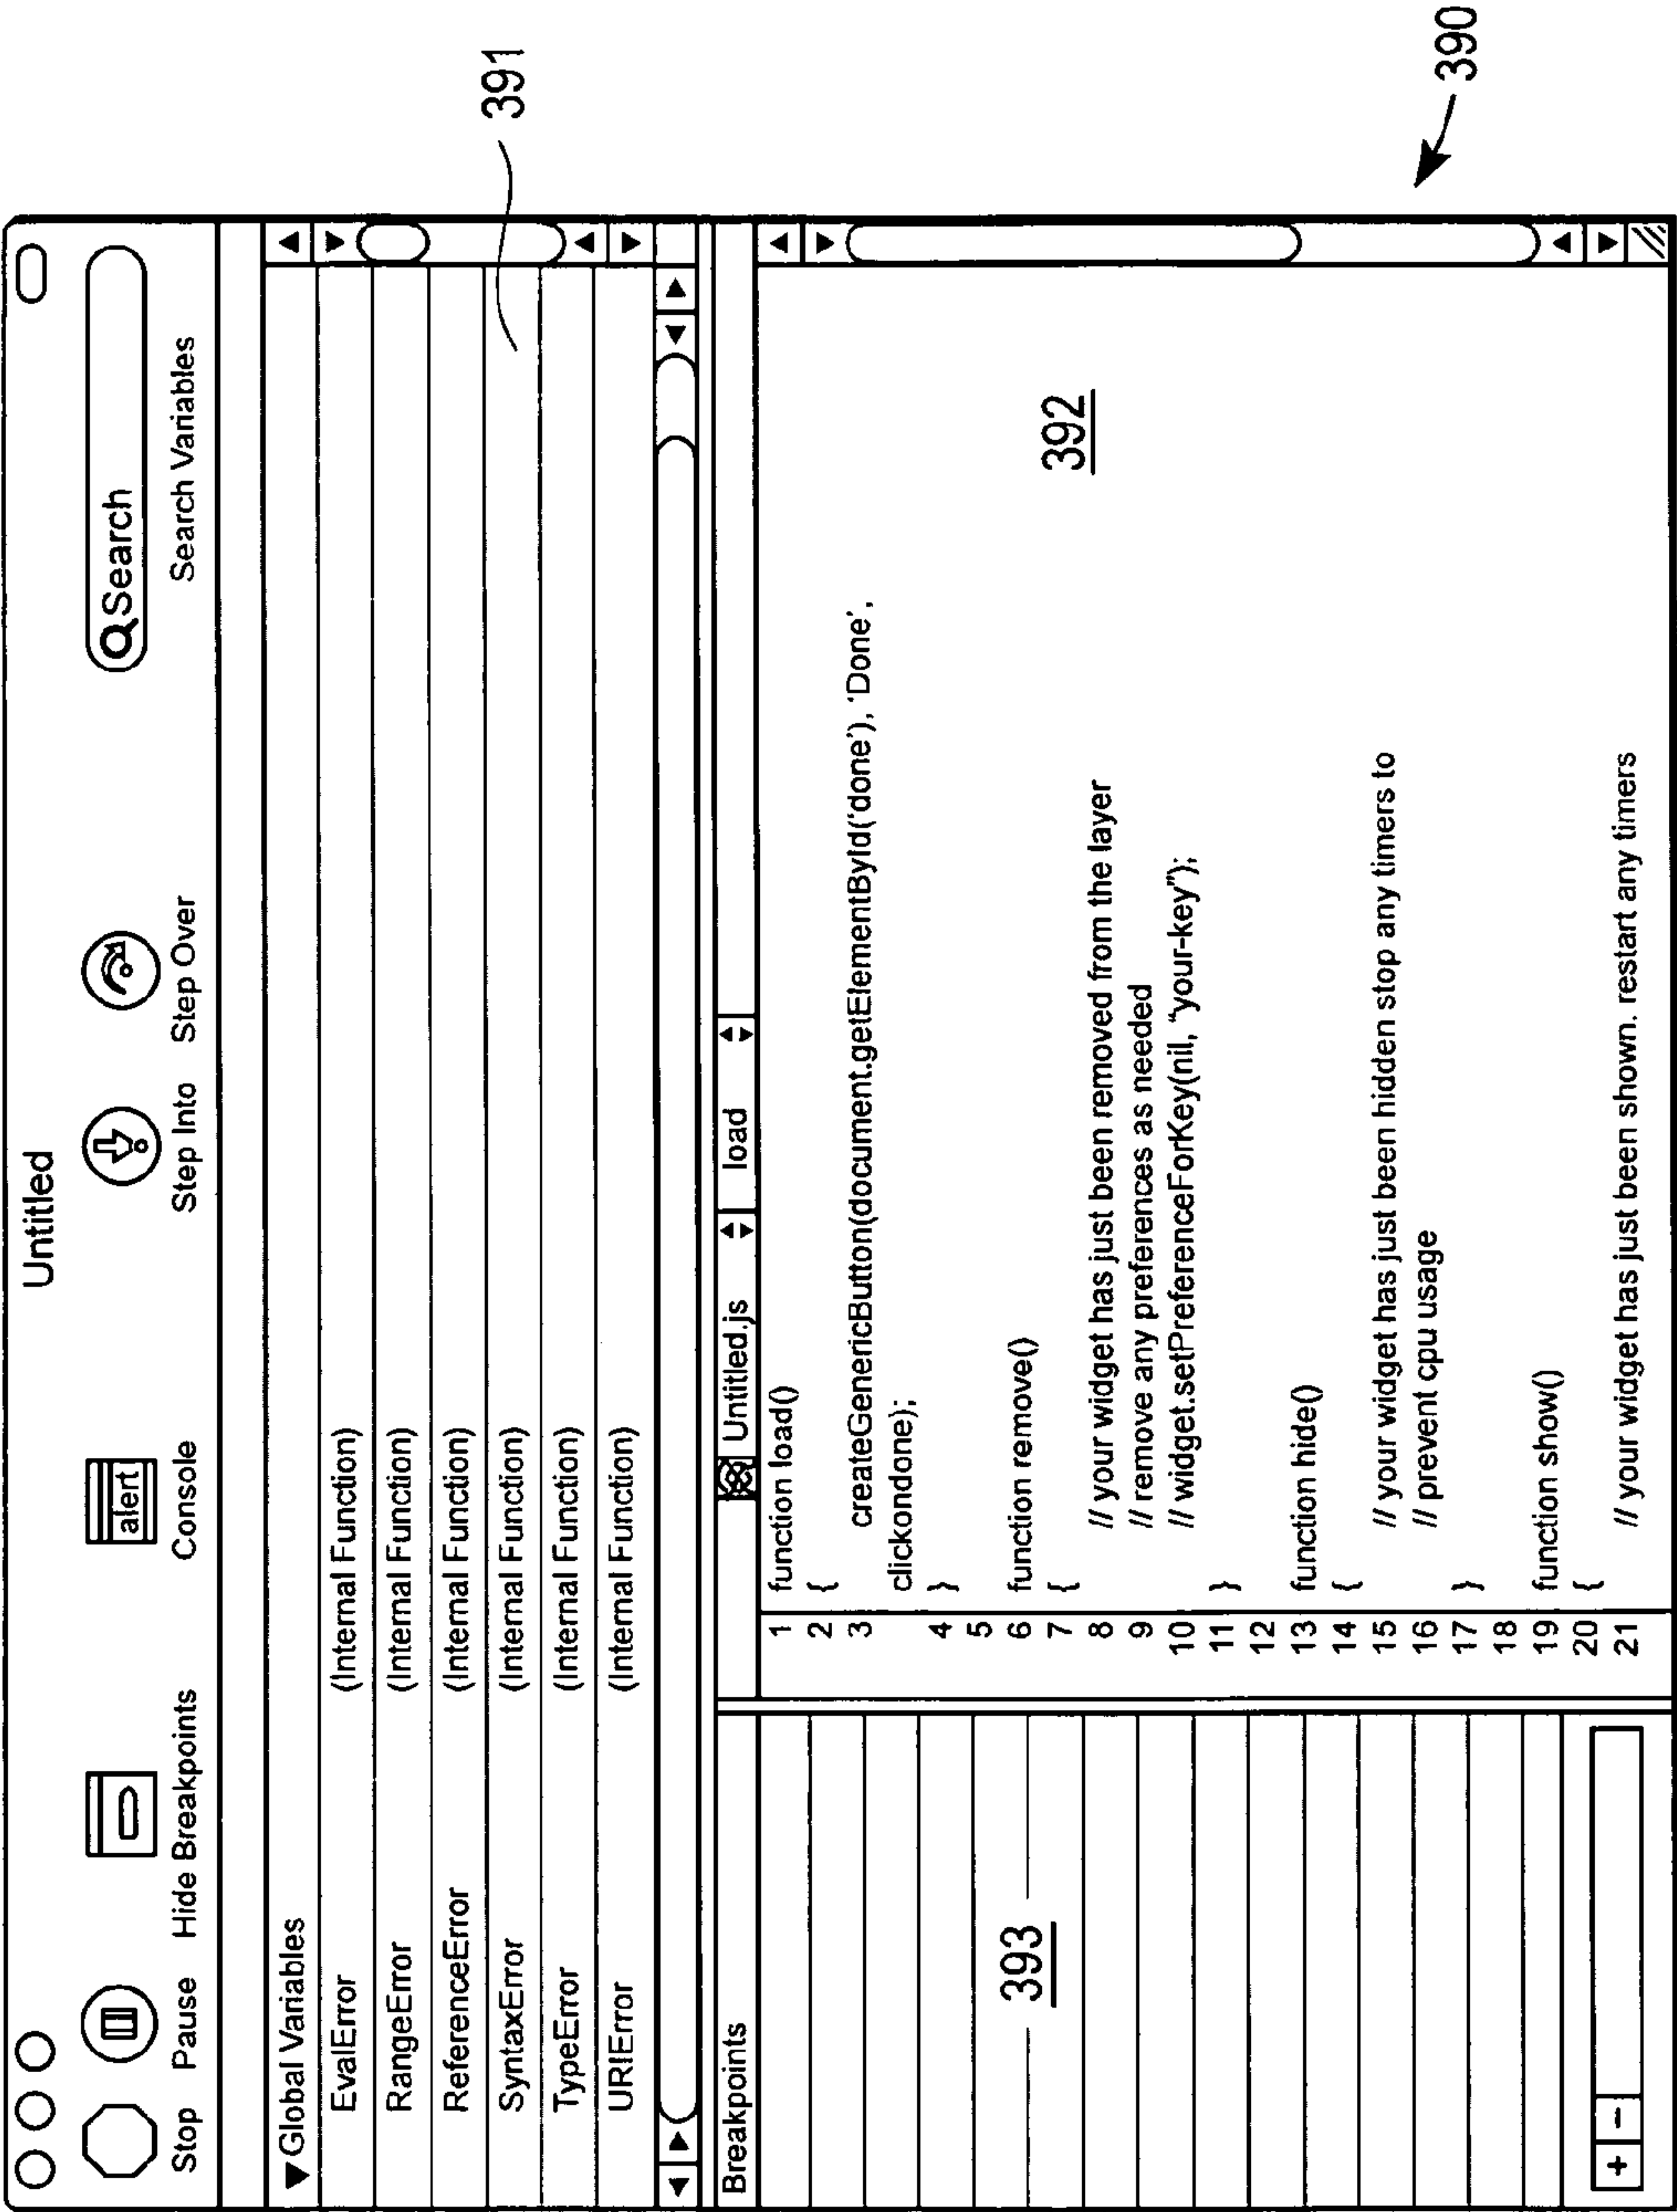 Untitled
Stop Pause Hide Breakpoints alert Console Step Into Step Over Search
Search Variables
▼Global Variables
EvalError (Internal Function)
RangeError (Internal Function)
ReferenceError (Internal Function)
SyntaxError (Internal Function)
TypeError (Internal Function)
URIError (Internal Function)
391
Breakpoints
Untitled.js load
1 function load()
2 {
3 createGenericButton(document.getElementById('done'), 'Done',
clickondone);
4 }
5
6 function remove()
7 {
8 // your widget has just been removed from the layer
9 // remove any preferences as needed
10 // widget.setPreferenceForKey(nil, "your-key");
11 }
12
13 function hide()
14 {
15 // your widget has just been hidden stop any timers to
16 // prevent cpu usage
17 }
18
19 function show()
20 {
21 // your widget has just been shown. restart any timers
392
393
+ -
390